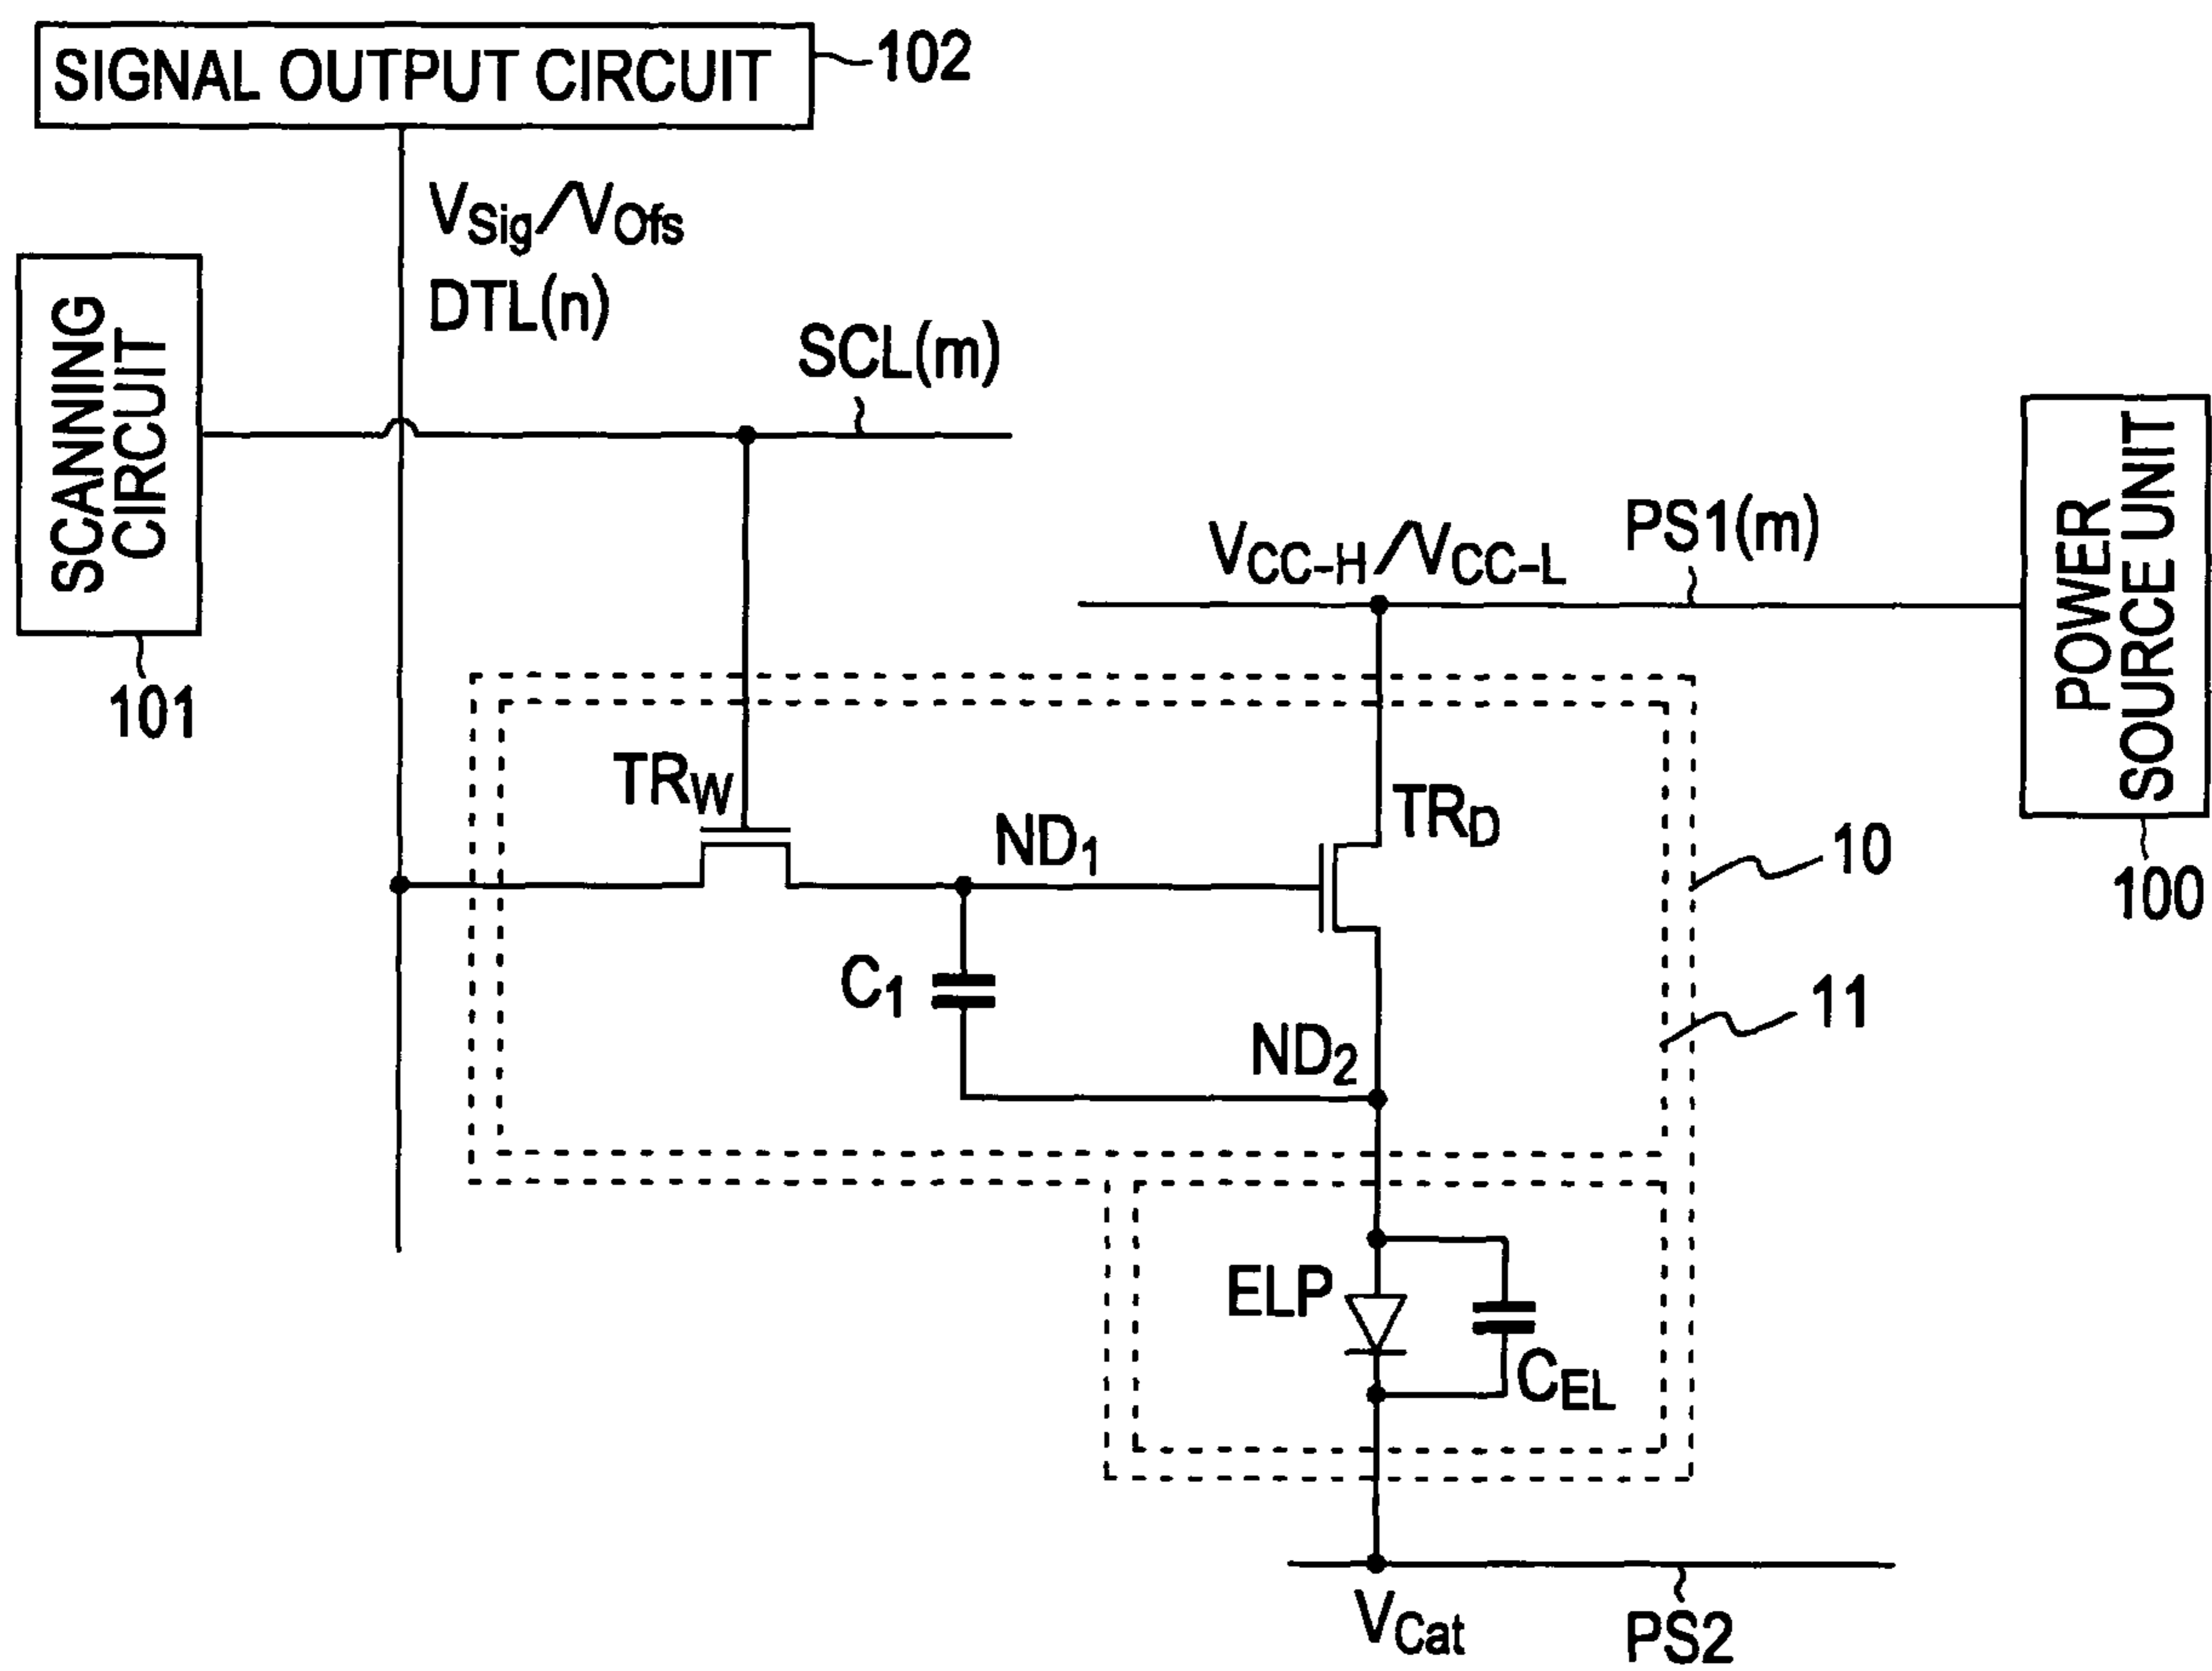 SIGNAL OUTPUT CIRCUIT
102
VSig/VOfs
DTL(n)
SCANNING
CIRCUIT
101
SCL(m)
VCC-H/VCC-L
PS1(m)
POWER
SOURCE UNIT
100
TRW
ND1
TRD
10
C1
11
ND2
ELP
CEL
VCat
PS2